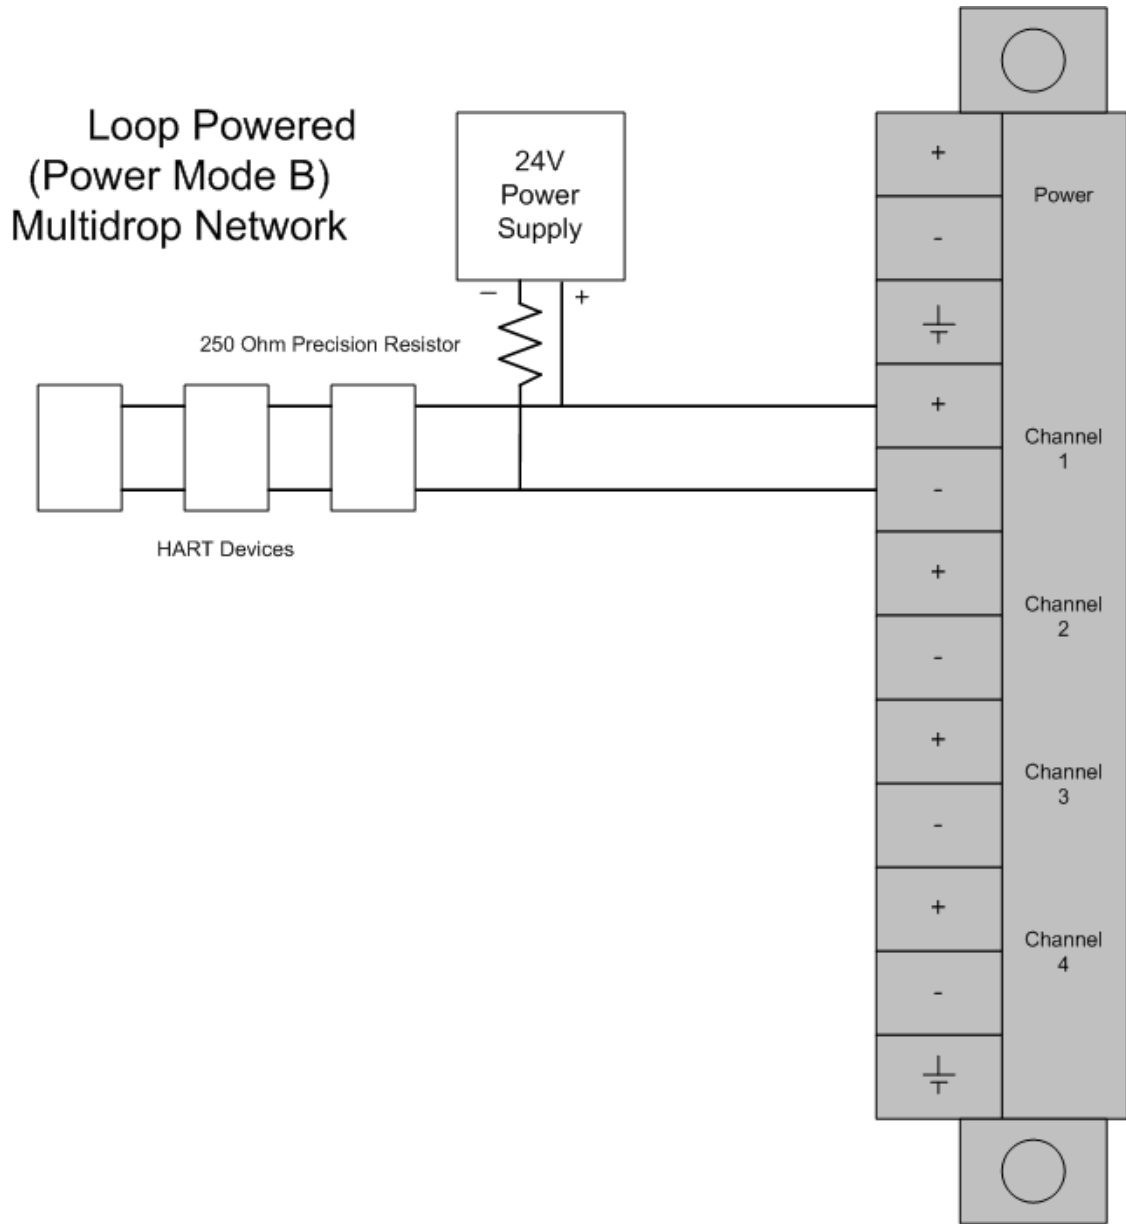 Loop Powered
(Power Mode B)
Multidrop Network
24V
Power
Supply
–
+
250 Ohm Precision Resistor
HART Devices
+
Power
-
+
Channel
1
-
+
Channel
2
-
+
Channel
3
-
+
Channel
4
-